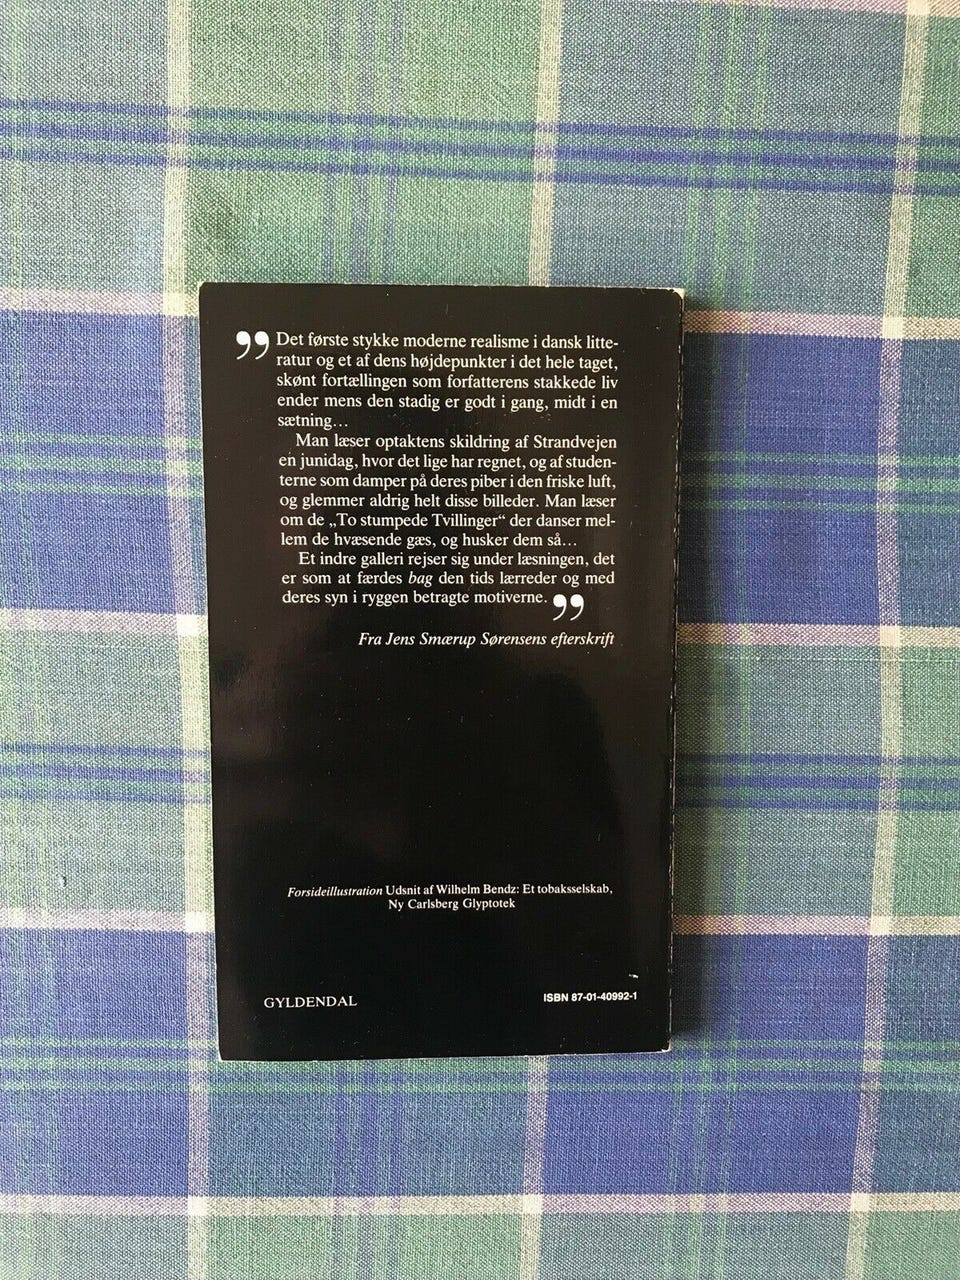 ”Det første stykke moderne realisme i dansk litte-
ratur og et af dens højdepunkter i det hele taget,
skønt fortællingen som forfatterens stakkede liv
ender mens den stadig er godt i gang, midt i en
sætning...
Man læser optaktens skildring af Strandvejen
en junidag, hvor det lige har regnet, og af studen-
terne som damper på deres piber i den friske luft,
og glemmer aldrig helt disse billeder. Man læser
om de „To stumpede Tvillinger“ der danser mel-
lem de hvæsende gæs, og husker dem så...
Et indre galleri rejser sig under læsningen, det
er som at færdes bag den tids lærreder og med
deres syn i ryggen betragte motiverne.”
Fra Jens Smærup Sørensens efterskrift
Forsideillustration Udsnit af Wilhelm Bendz: Et tobaksselskab,
Ny Carlsberg Glyptotek
GYLDENDAL
ISBN 87-01-40992-1